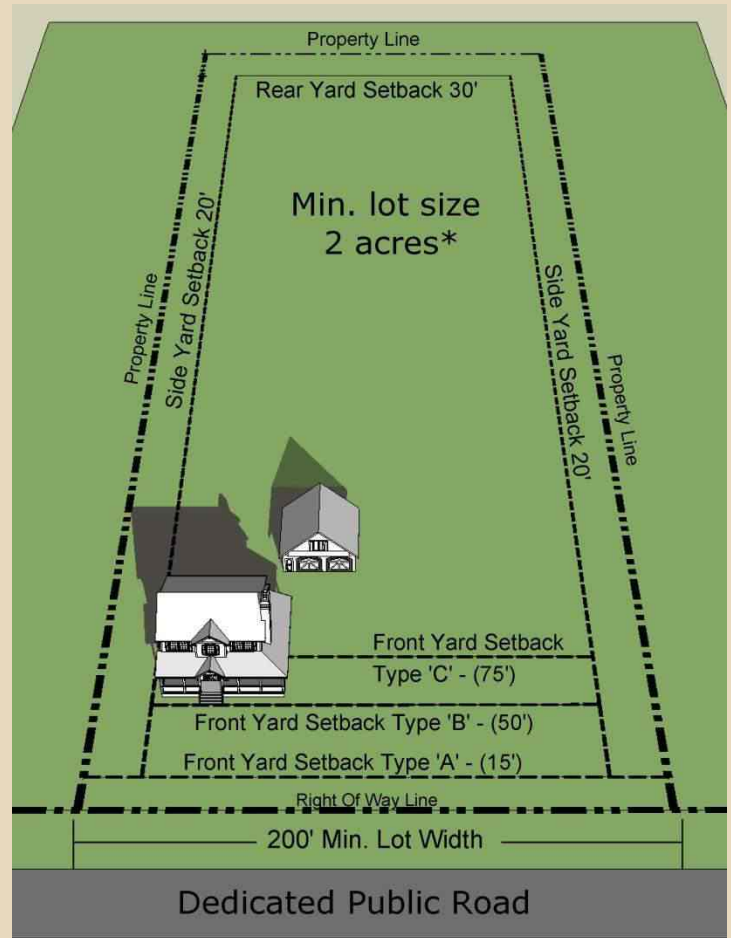 Property Line
Rear Yard Setback 30'
Min. lot size
2 acres*
Side Yard Setback 20'
Property Line
Side Yard Setback 20'
Property Line
Front Yard Setback
Type 'C' - (75')
Front Yard Setback Type 'B' - (50')
Front Yard Setback Type 'A' - (15')
Right Of Way Line
200' Min. Lot Width
Dedicated Public Road